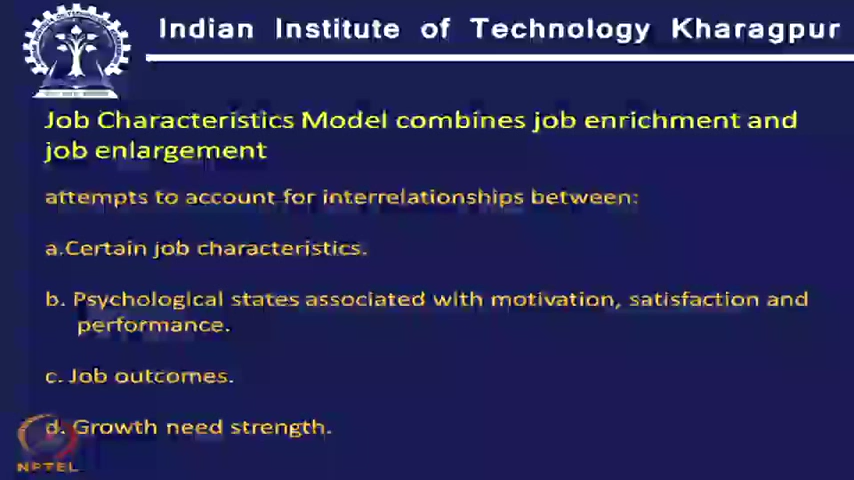 Indian Institute of Technology Kharagpur
Job Characteristics Model combines job enrichment and
job enlargement
attempts to account for interrelationships between:
a.Certain job characteristics.
b. Psychological states associated with motivation, satisfaction and
performance.
c. Job outcomes.
d. Growth need strength.
NPTEL